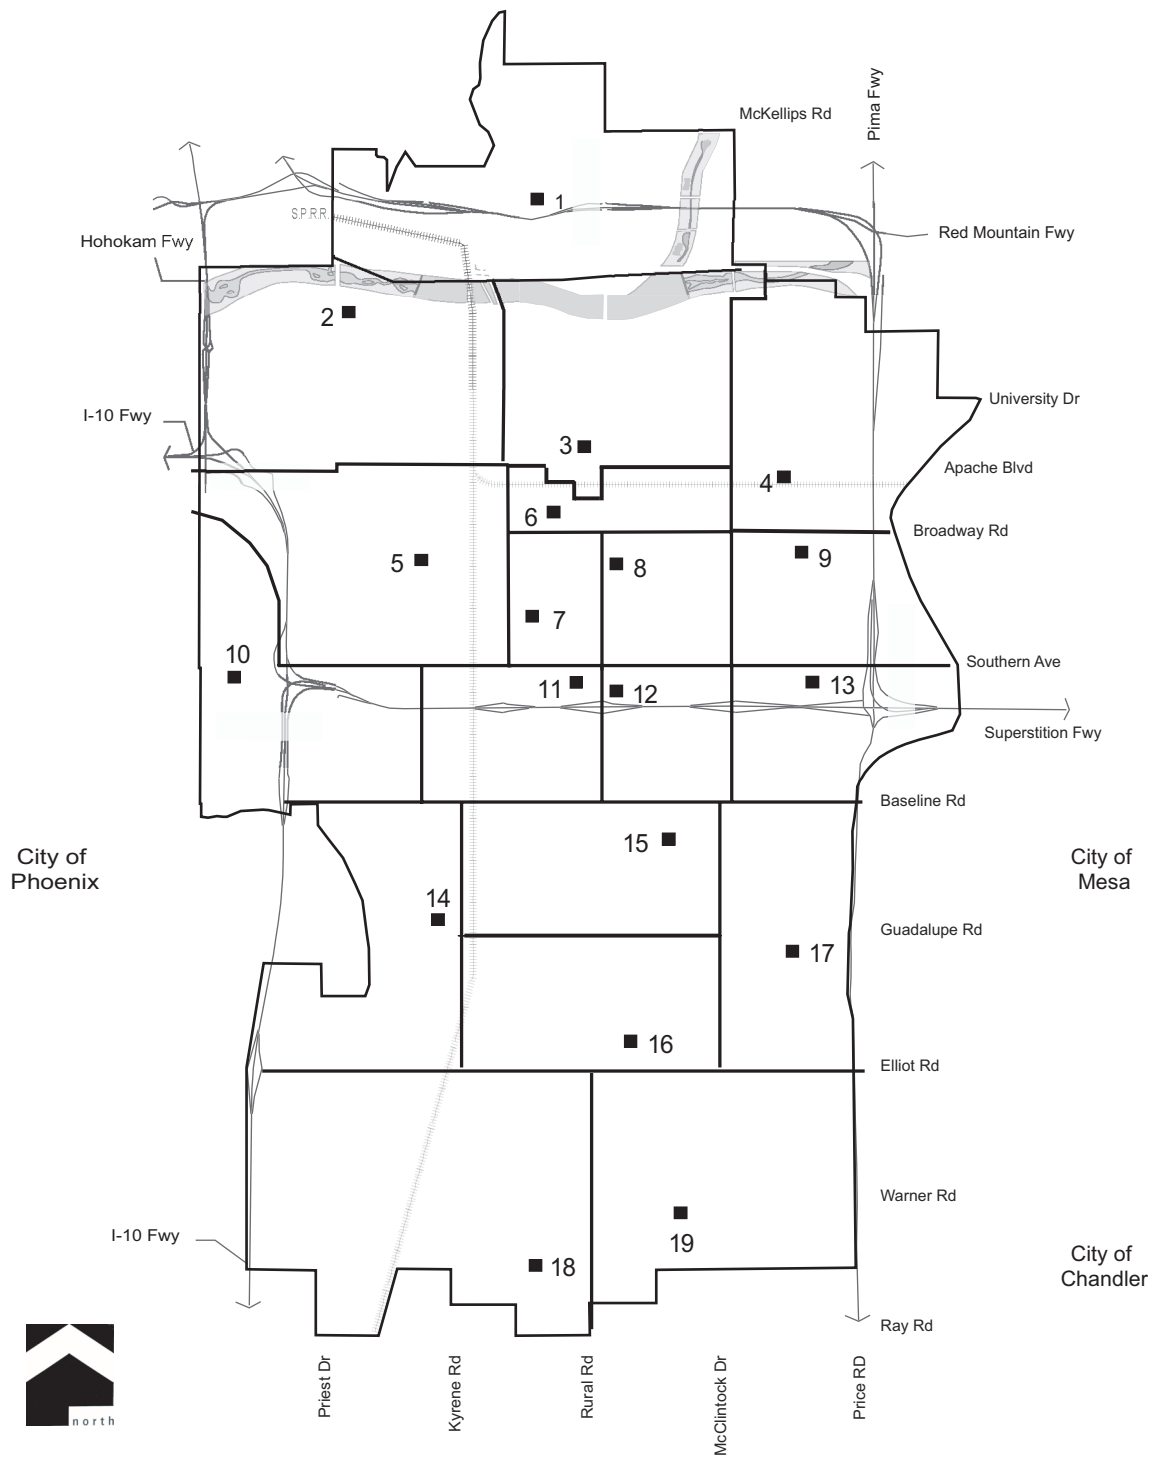 McKellips Rd
Pima Fwy
1
S.P.R.R.
Red Mountain Fwy
Hohokam Fwy
2
University Dr
I-10 Fwy
3
Apache Blvd
4
6
Broadway Rd
5
8
9
7
10
Southern Ave
11
12
13
Superstition Fwy
Baseline Rd
15
City of
Phoenix
City of
Mesa
14
Guadalupe Rd
17
16
Elliot Rd
Warner Rd
I-10 Fwy
19
18
City of
Chandler
Ray Rd
Priest Dr
Kyrene Rd
Rural Rd
McClintock Dr
Price RD
north